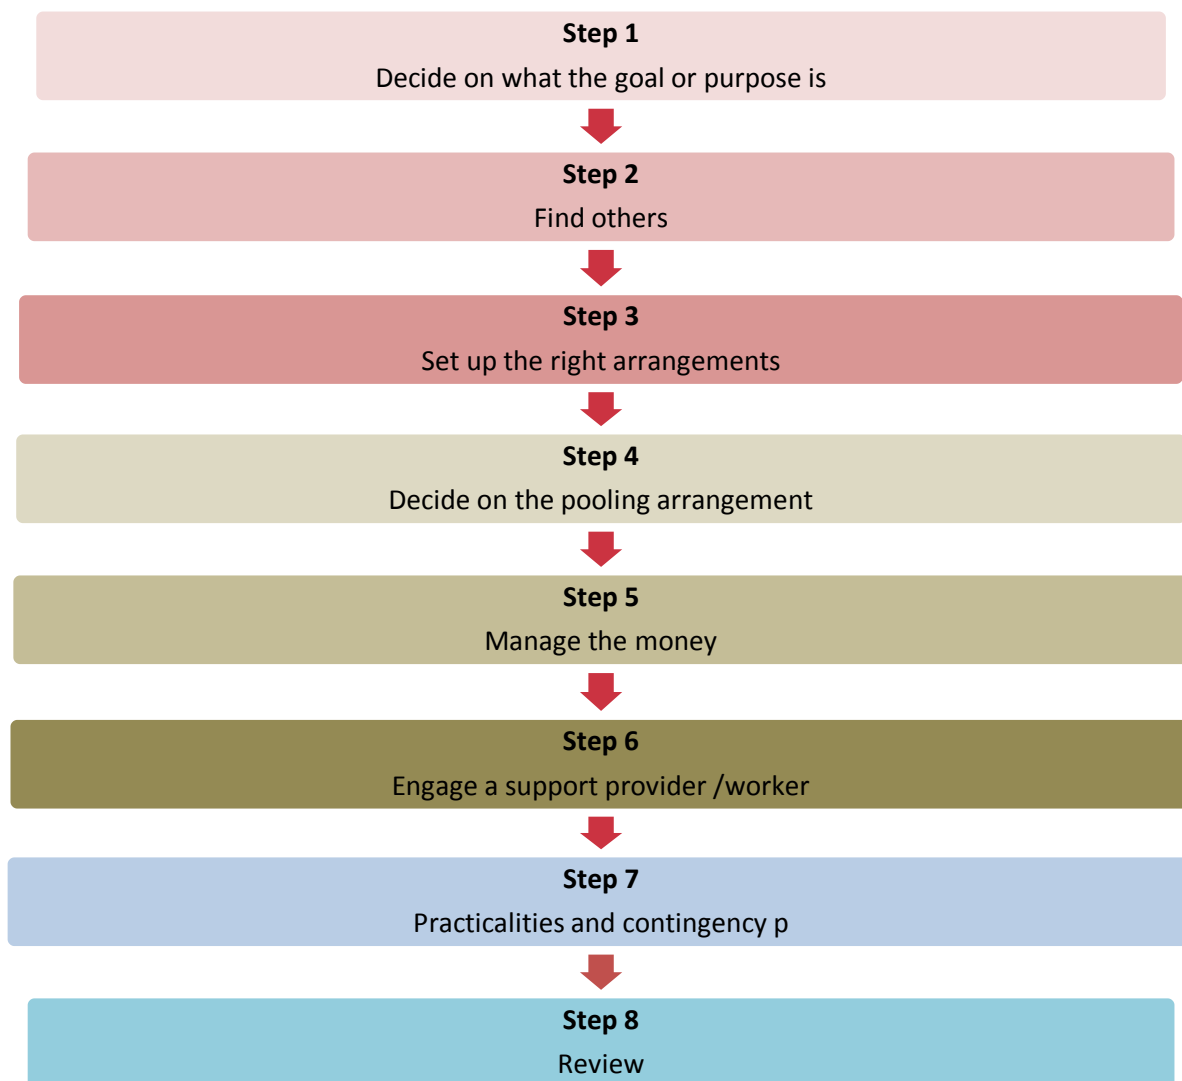 Step 1
Decide on what the goal or purpose is
Step 2
Find others
Step 3
Set up the right arrangements
Step 4
Decide on the pooling arrangement
Step 5
Manage the money
Step 6
Engage a support provider /worker
Step 7
Practicalities and contingency p
Step 8
Review